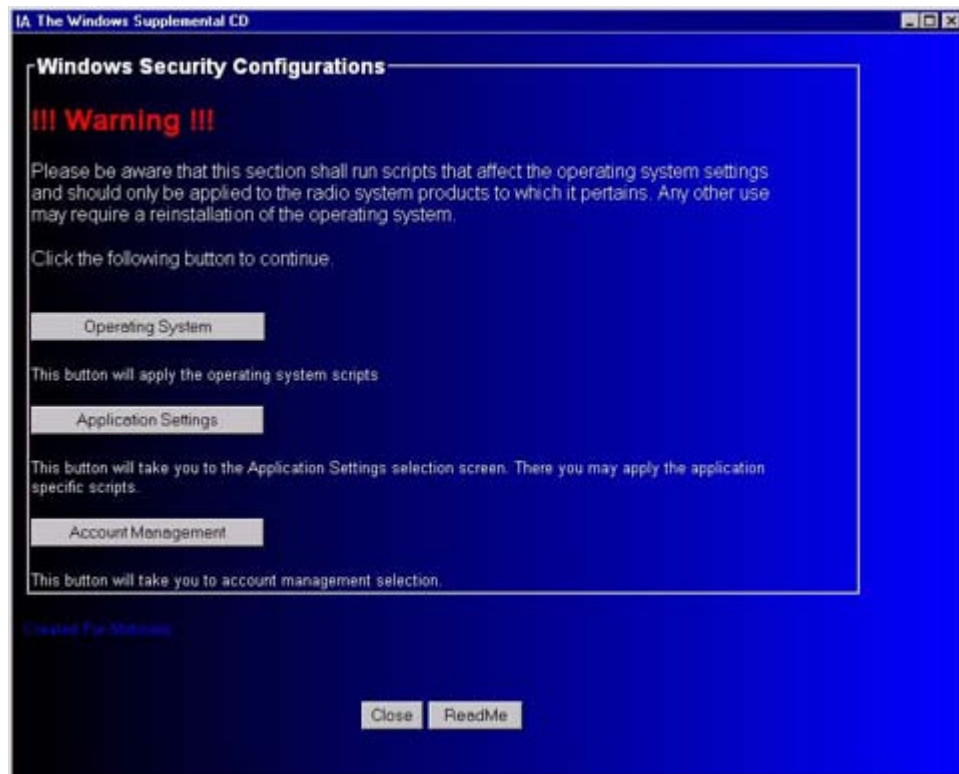 IA The Windows Supplemental CD
Windows Security Configurations
!!! Warning !!!
Please be aware that this section shall run scripts that affect the operating system settings
and should only be applied to the radio system products to which it pertains. Any other use
may require a reinstallation of the operating system.
Click the following button to continue.
Operating System
This button will apply the operating system scripts
Application Settings
This button will take you to the Application Settings selection screen. There you may apply the application
specific scripts.
Account Management
This button will take you to account management selection.
Created For
Close
ReadMe